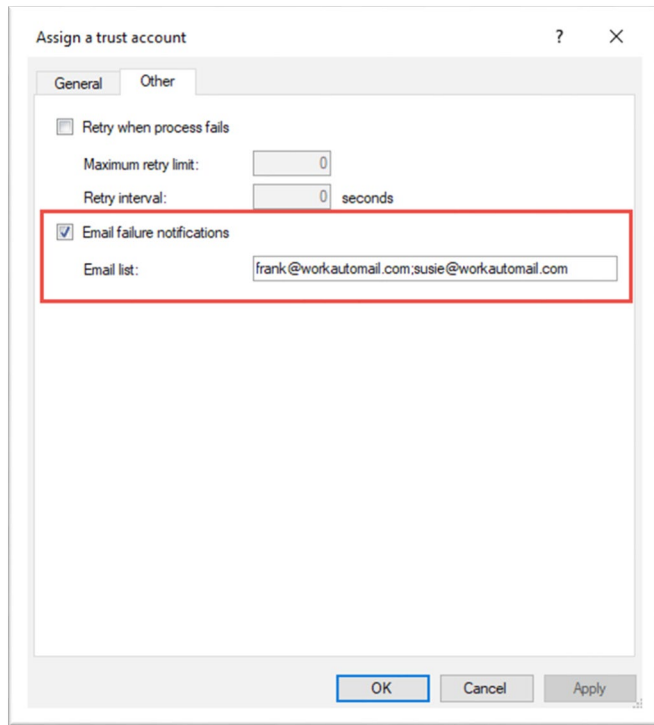 Assign a trust account ?
General Other
Retry when process fails
Maximum retry limit: 0
Retry interval: 0 seconds
Email failure notifications
Email list: frank@workautomail.com;susie@workautomail.com
OK Cancel Apply